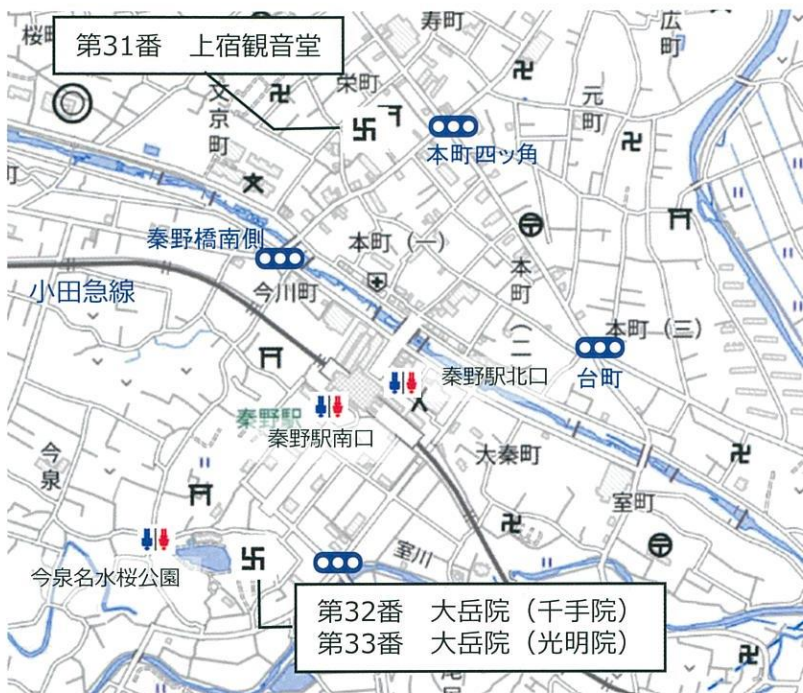 寿町
広町
第31番　上宿観音堂
栄町
文京町
元町
本町四ッ角
秦野橋南側
本町（一）
小田急線
今川町
本町（二
本町（三）
台町
秦野駅北口
秦野駅
秦野駅南口
大秦町
今泉
室町
室川
今泉名水桜公園
第32番　大岳院（千手院）
第33番　大岳院（光明院）